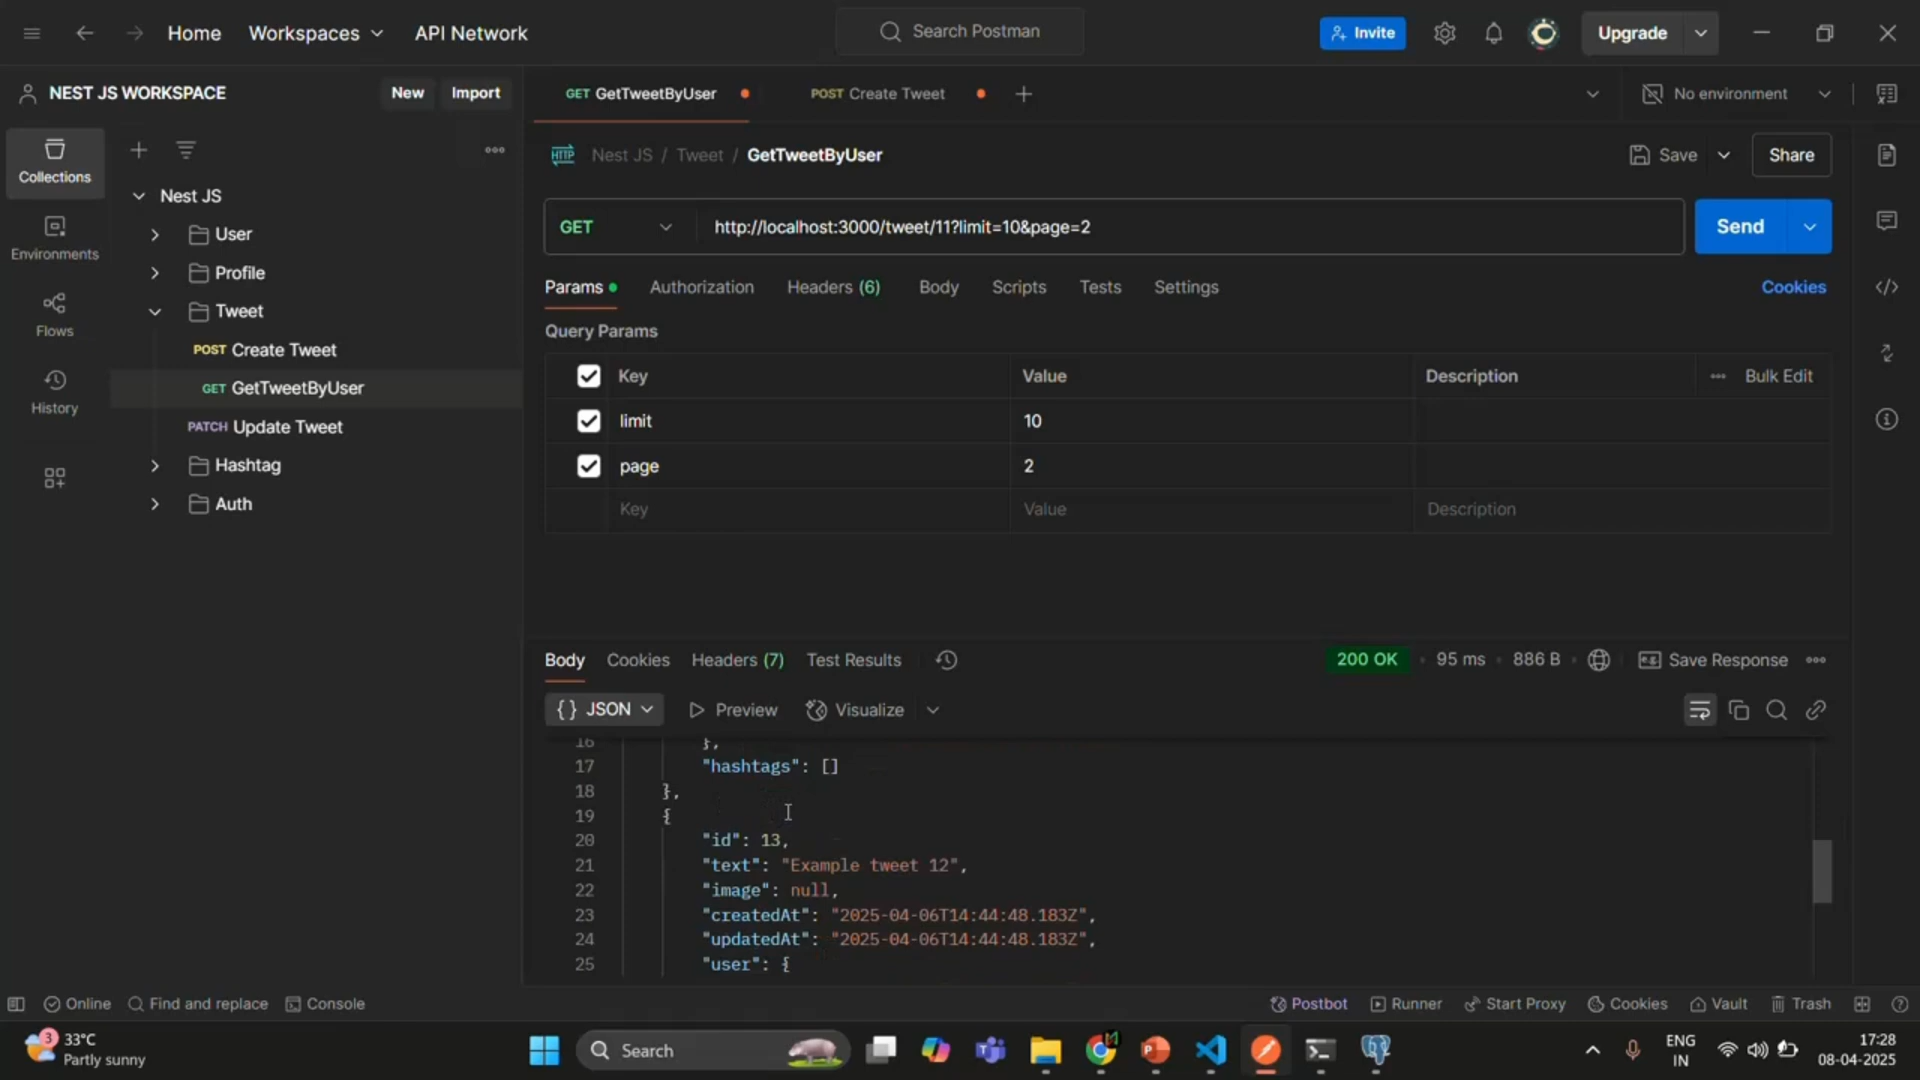 Home
Workspaces
API Network
Search Postman
Invite
Upgrade
NEST JS WORKSPACE
New
Import
GET GetTweetByUser
POST Create Tweet
No environment
Collections
Environments
Flows
History
Nest JS
User
Profile
Tweet
POST Create Tweet
GET GetTweetByUser
PATCH Update Tweet
Hashtag
Auth
HTTP Nest JS / Tweet / GetTweetByUser
Save
Share
GET
http://localhost:3000/tweet/11?limit=10&page=2
Send
Params
Authorization
Headers (6)
Body
Scripts
Tests
Settings
Cookies
Query Params
Key Value Description Bulk Edit
limit 10
page 2
Key Value Description
Body
Cookies
Headers (7)
Test Results
200 OK
95 ms
886 B
Save Response
{} JSON
Preview
Visualize
16 },
17 "hashtags": []
18 },
19 {
20 "id": 13,
21 "text": "Example tweet 12",
22 "image": null,
23 "createdAt": "2025-04-06T14:44:48.183Z",
24 "updatedAt": "2025-04-06T14:44:48.183Z",
25 "user": {
Online
Find and replace
Console
Postbot
Runner
Start Proxy
Cookies
Vault
Trash
3
33°C
Partly sunny
Search
ENG
IN
17:28
08-04-2025